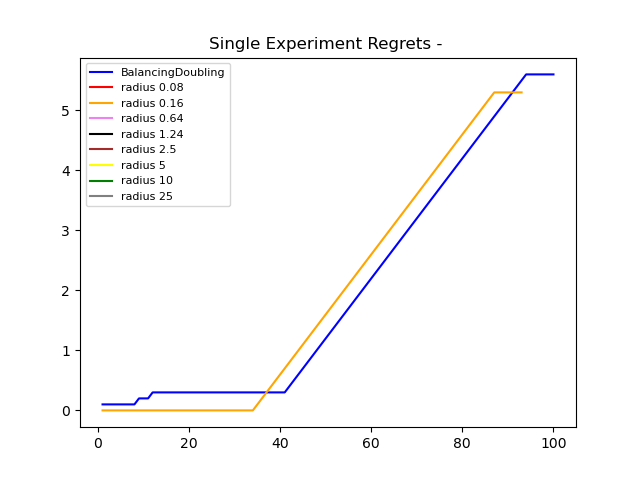 Single Experiment Regrets -
BalancingDoubling
radius 0.08
radius 0.16
radius 0.64
radius 1.24
radius 2.5
radius 5
radius 10
radius 25
5
4
3
2
1
0
0 20 40 60 80 100